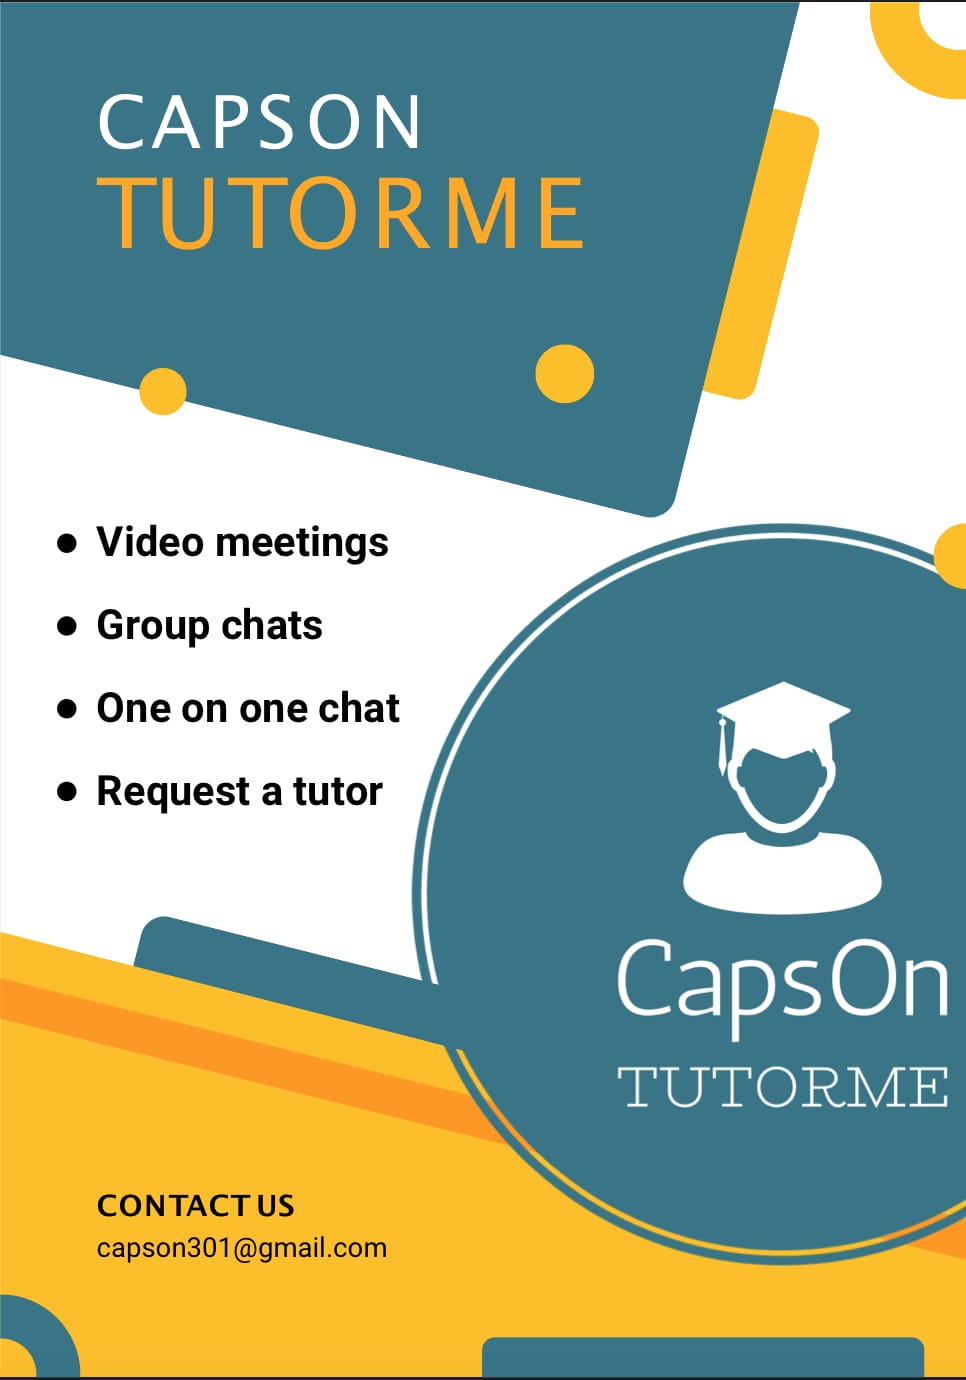 CAPSON
TUTORME
Video meetings
Group chats
One on one chat
Request a tutor
CapsOn
TUTORME
CONTACT US
capson301@gmail.com